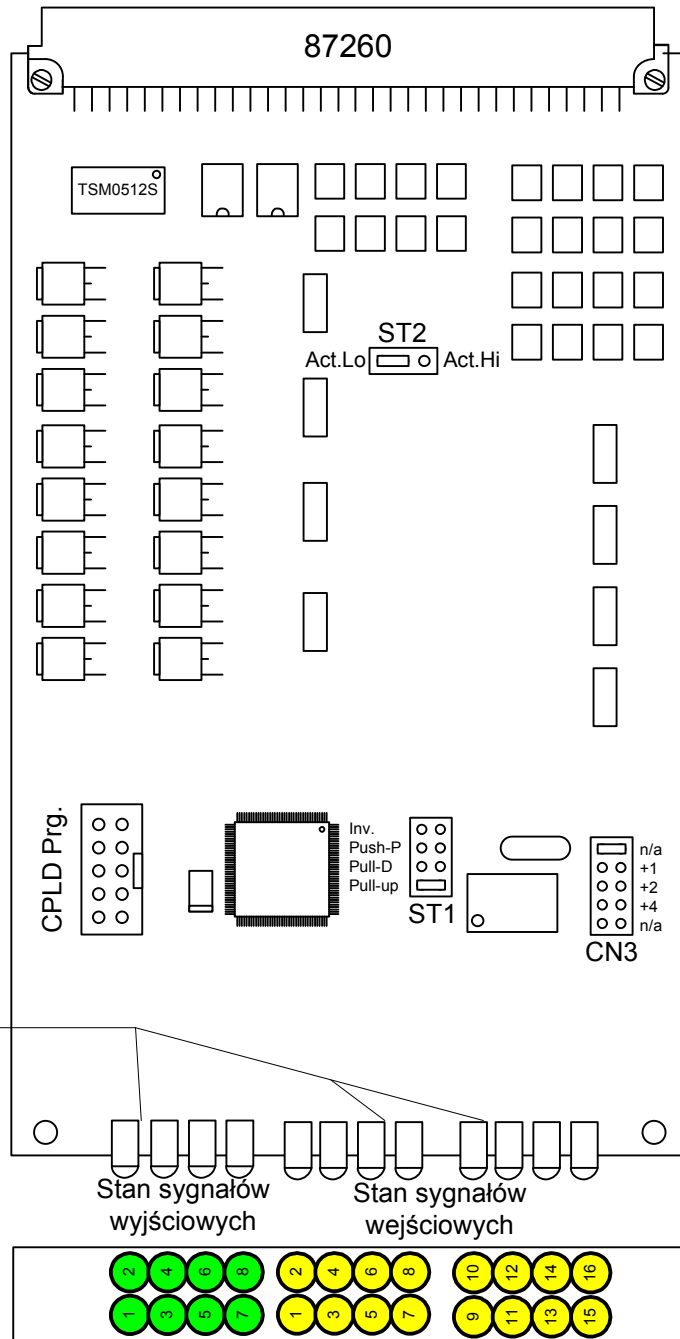 87260
TSM0512S
ST2
Act.Lo
Act.Hi
CPLD Prg.
Inv.
Push-P
Pull-D
Pull-up
ST1
n/a
+1
+2
+4
n/a
CN3
Stan sygnałów
wyjściowych
Stan sygnałów
wejściowych
2 4 6 8 2 4 6 8 10 12 14 16
1 3 5 7 1 3 5 7 9 11 13 15